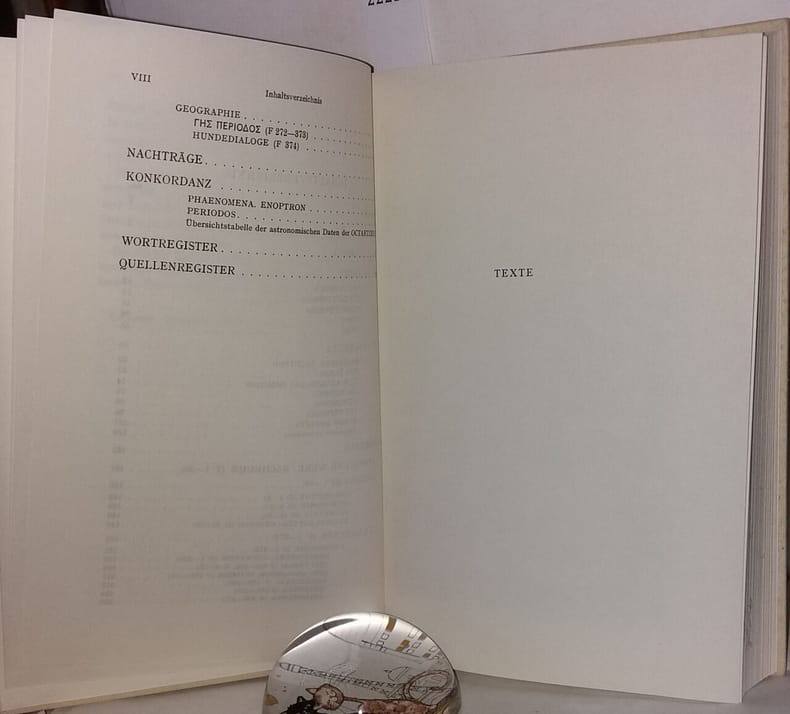 VIII
Inhaltsverzeichnis
GEOGRAPHIE
ΓΗΣ ΠΕΡΙΟΔΟΣ (F 272—373)
HUNDEDIALOGE (F 374)
NACHTRÄGE
KONKORDANZ
PHAENOMENA. ENOPTRON
PERIODOS
Übersichtstabelle der astronomischen Daten der
WORTREGISTER
QUELLENREGISTER
TEXTE